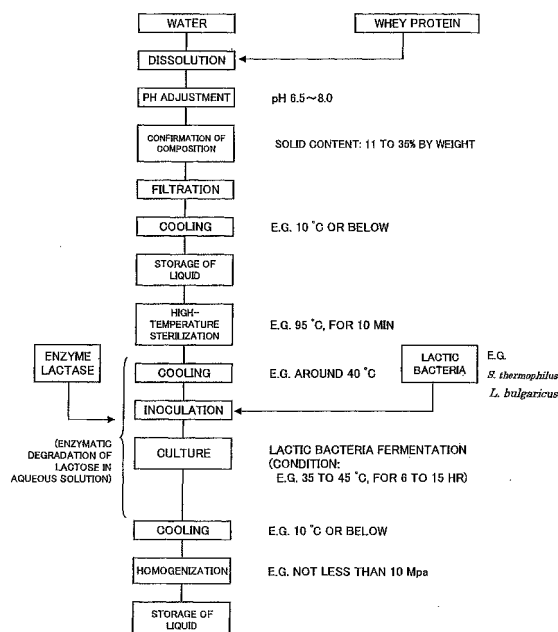 WATER
WHEY PROTEIN
DISSOLUTION
PH ADJUSTMENT
pH 6.5~8.0
CONFIRMATION OF
COMPOSITION
SOLID CONTENT: 11 TO 35% BY WEIGHT
FILTRATION
COOLING
E.G. 10 °C OR BELOW
STORAGE OF
LIQUID
HIGH-
TEMPERATURE
STERILIZATION
E.G. 95 °C, FOR 10 MIN
ENZYME
LACTASE
COOLING
E.G. AROUND 40 °C
LACTIC
BACTERIA
E.G.
S. thermophilus
L. bulgaricus
INOCULATION
(ENZYMATIC
DEGRADATION OF
LACTOSE IN
AQUEOUS SOLUTION)
CULTURE
LACTIC BACTERIA FERMENTATION
(CONDITION:
E.G. 35 TO 45 °C, FOR 6 TO 15 HR)
COOLING
E.G. 10 °C OR BELOW
HOMOGENIZATION
E.G. NOT LESS THAN 10 Mpa
STORAGE OF
LIQUID